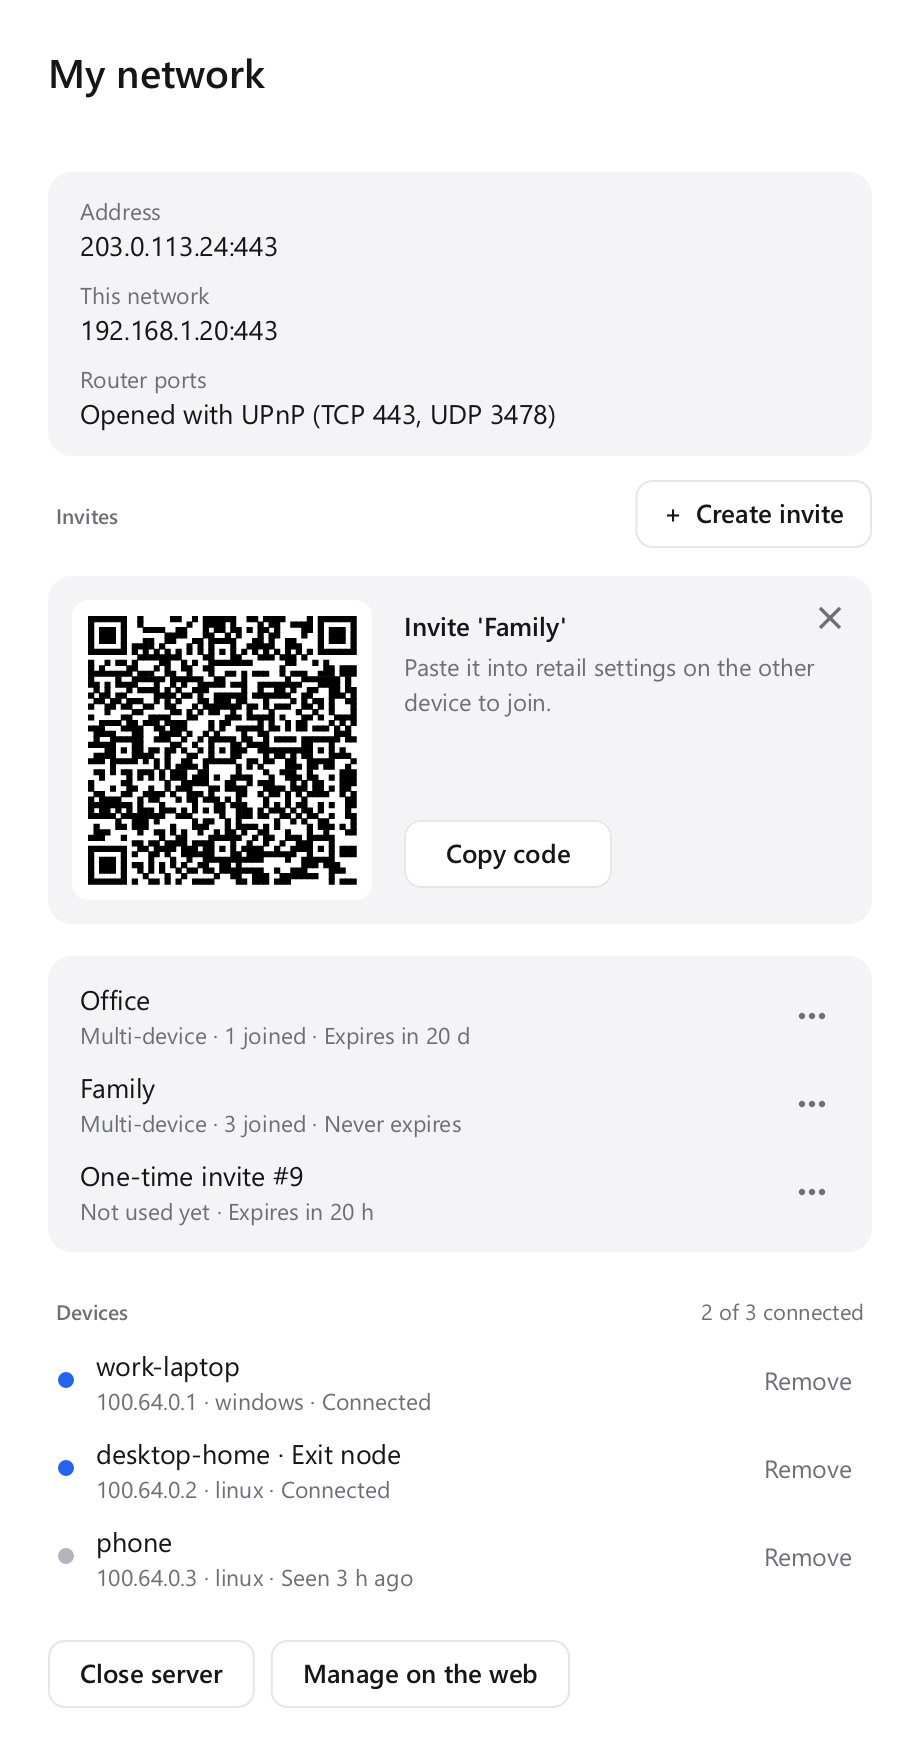 My network
Address
203.0.113.24:443
This network
192.168.1.20:443
Router ports
Opened with UPnP (TCP 443, UDP 3478)
Invites
+ Create invite
Invite 'Family'
Paste it into retail settings on the other
device to join.
Copy code
Office
Multi-device · 1 joined · Expires in 20 d
Family
Multi-device · 3 joined · Never expires
One-time invite #9
Not used yet · Expires in 20 h
Devices
2 of 3 connected
work-laptop
100.64.0.1 · windows · Connected
Remove
desktop-home · Exit node
100.64.0.2 · linux · Connected
Remove
phone
100.64.0.3 · linux · Seen 3 h ago
Remove
Close server
Manage on the web